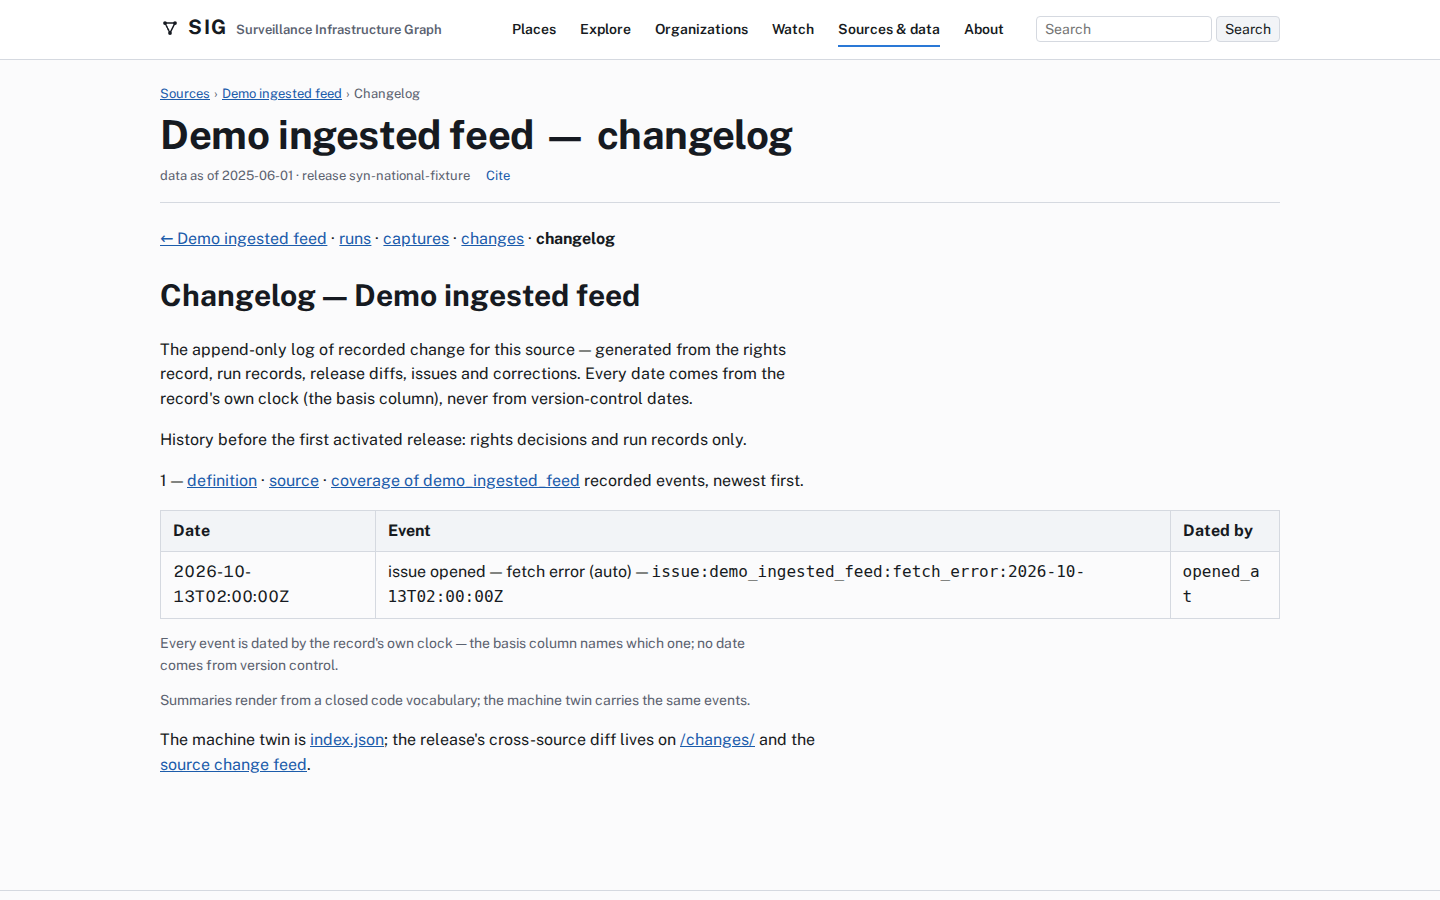 SIG Surveillance Infrastructure Graph Places Explore Organizations Watch Sources & data About Search Search
Sources › Demo ingested feed › Changelog
Demo ingested feed — changelog
data as of 2025-06-01 · release syn-national-fixture Cite
← Demo ingested feed · runs · captures · changes · changelog
Changelog — Demo ingested feed
The append-only log of recorded change for this source — generated from the rights
record, run records, release diffs, issues and corrections. Every date comes from the
record's own clock (the basis column), never from version-control dates.
History before the first activated release: rights decisions and run records only.
1 — definition · source · coverage of demo_ingested_feed recorded events, newest first.
Date Event Dated by
2026-10-
13T02:00:00Z
issue opened — fetch error (auto) — issue:demo_ingested_feed:fetch_error:2026-10-
13T02:00:00Z
opened_a
t
Every event is dated by the record's own clock — the basis column names which one; no date
comes from version control.
Summaries render from a closed code vocabulary; the machine twin carries the same events.
The machine twin is index.json; the release's cross-source diff lives on /changes/ and the
source change feed.